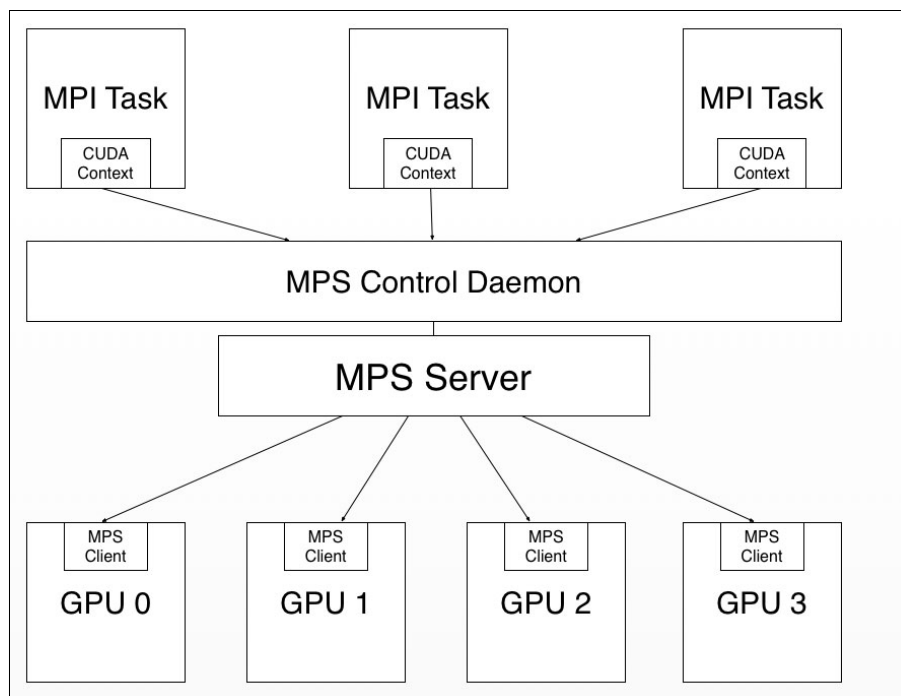 MPI Task
MPI Task
MPI Task
CUDA
Context
CUDA
Context
CUDA
Context
MPS Control Daemon
MPS Server
MPS
Client
MPS
Client
MPS
Client
MPS
Client
GPU 0
GPU 1
GPU 2
GPU 3